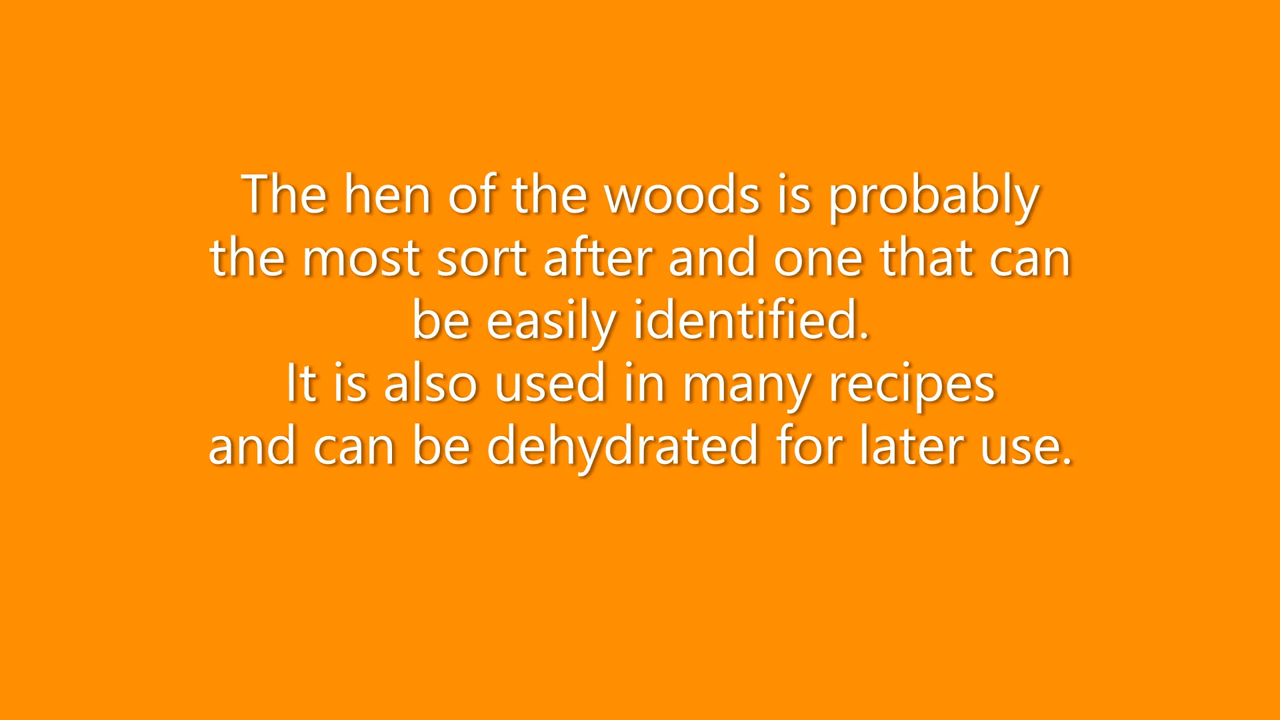 The hen of the woods is probably
the most sort after and one that can
be easily identified.
It is also used in many recipes
and can be dehydrated for later use.